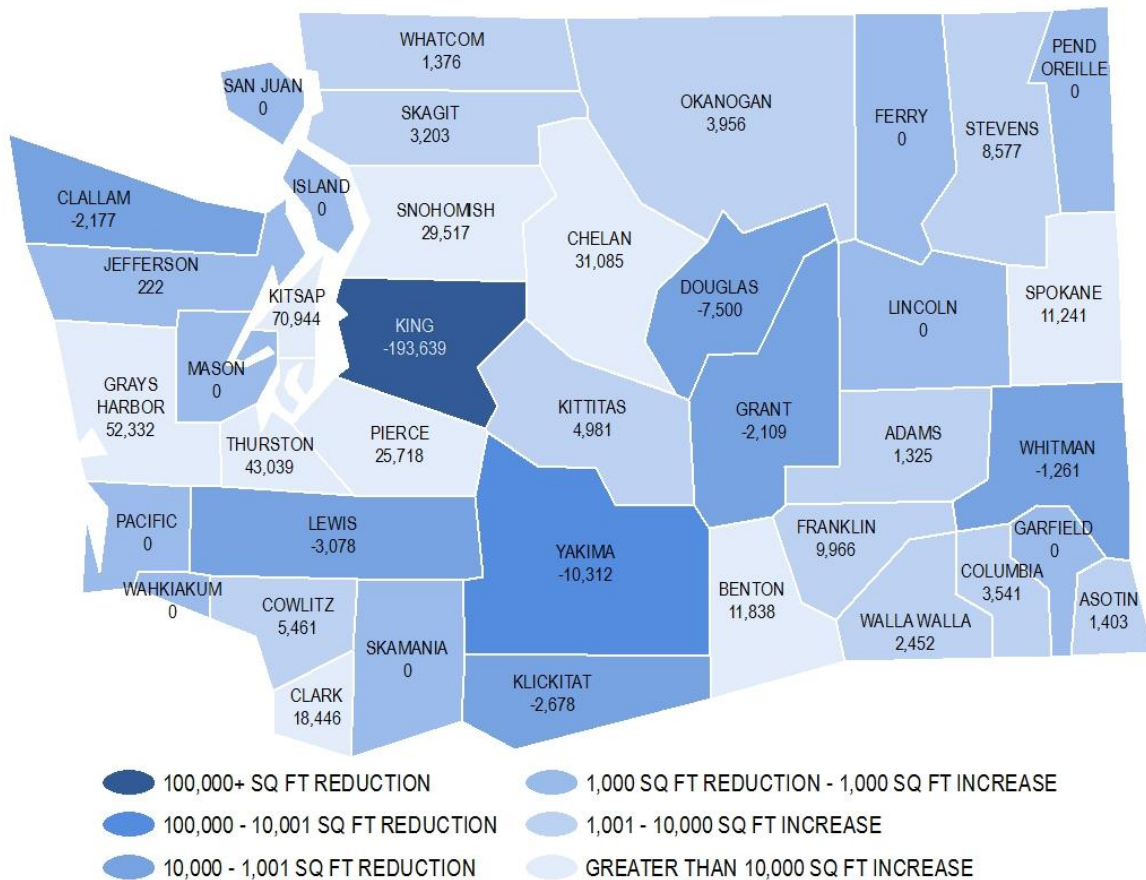 WHATCOM
1,376
SAN JUAN
0
SKAGIT
3,203
OKANOGAN
3,956
FERRY
0
STEVENS
8,577
PEND
OREILLE
0
CLALLAM
-2,177
ISLAND
0
SNOHOMISH
29,517
CHELAN
31,085
JEFFERSON
222
KITSAP
70,944
DOUGLAS
-7,500
LINCOLN
0
SPOKANE
11,241
KING
-193,639
MASON
0
GRAYS
HARBOR
52,332
THURSTON
43,039
PIERCE
25,718
KITTITAS
4,981
GRANT
-2,109
ADAMS
1,325
WHITMAN
-1,261
PACIFIC
0
LEWIS
-3,078
YAKIMA
-10,312
FRANKLIN
9,966
GARFIELD
0
BENTON
11,838
COLUMBIA
3,541
ASOTIN
1,403
WAHKIAKUM
0
COWLITZ
5,461
WALLA WALLA
2,452
SKAMANIA
0
CLARK
18,446
KLICKITAT
-2,678
100,000+ SQ FT REDUCTION
100,000 - 10,001 SQ FT REDUCTION
10,000 - 1,001 SQ FT REDUCTION
1,000 SQ FT REDUCTION - 1,000 SQ FT INCREASE
1,001 - 10,000 SQ FT INCREASE
GREATER THAN 10,000 SQ FT INCREASE